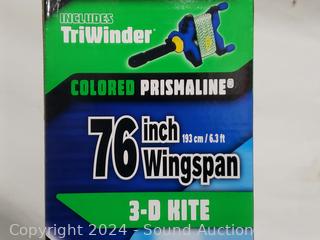 INCLUDES
TriWinder®
COLORED PRISMALINE®
76 inch
193 cm / 6.3 ft
Wingspan
3-D KITE
Copyright 2024 - Sound Auction